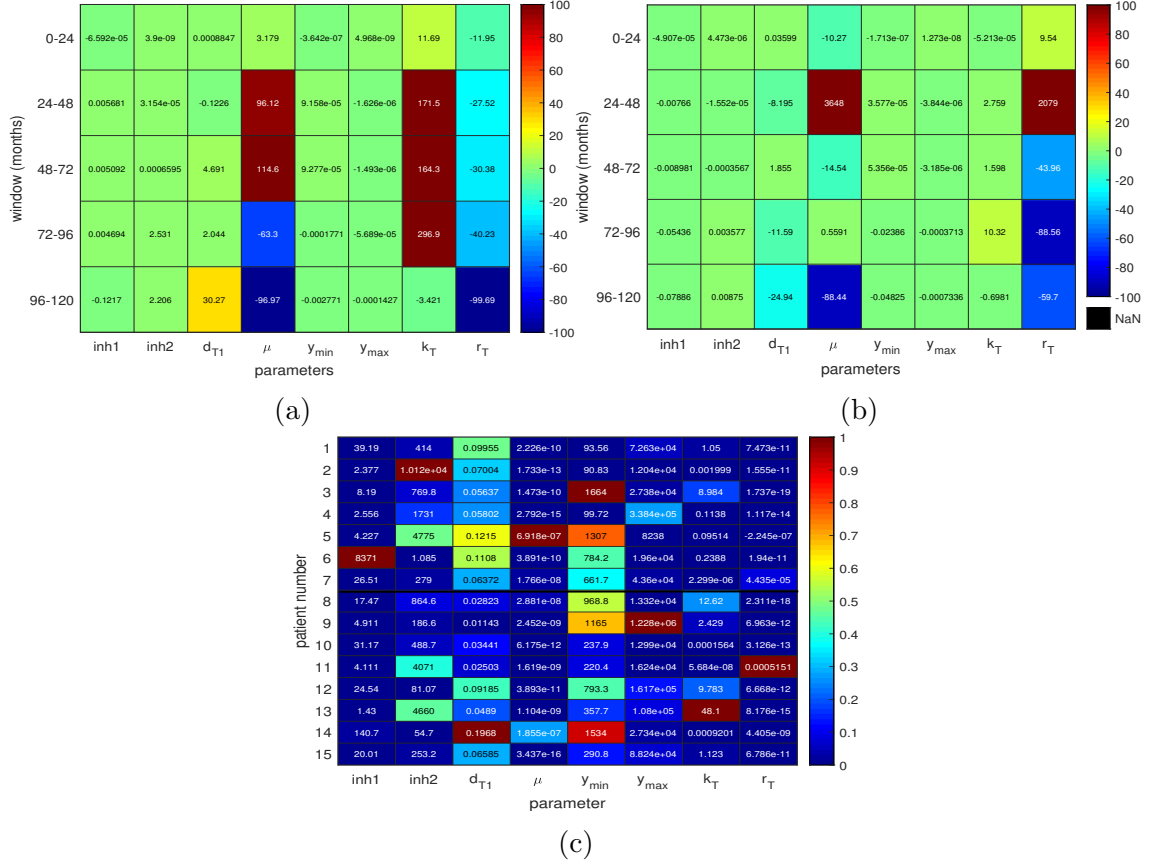 window (months)
0-24 -6.592e-05 3.9e-09 0.0008847 3.179 -3.642e-07 4.968e-09 11.69 -11.95
24-48 0.005681 3.154e-05 -0.1226 96.12 9.158e-05 -1.626e-06 171.5 -27.52
48-72 0.005092 0.0006595 4.691 114.6 9.277e-05 -1.493e-06 164.3 -30.38
72-96 0.004694 2.531 2.044 -63.3 -0.0001771 -5.689e-05 296.9 -40.23
96-120 -0.1217 2.206 30.27 -96.97 -0.002771 -0.0001427 -3.421 -99.69
inh1 inh2 d_T1 μ y_min y_max k_T r_T
parameters
100
80
60
40
20
0
-20
-40
-60
-80
-100
(a)
window (months)
0-24 -4.907e-05 4.473e-06 0.03599 -10.27 -1.713e-07 1.273e-08 -5.213e-05 9.54
24-48 -0.00766 -1.552e-05 -8.195 3648 3.577e-05 -3.844e-06 2.759 2079
48-72 -0.008981 -0.0003567 1.855 -14.54 5.356e-05 -3.185e-06 1.598 -43.96
72-96 -0.05436 0.003577 -11.59 0.5591 -0.02386 -0.0003713 10.32 -88.56
96-120 -0.07886 0.00875 -24.94 -88.44 -0.04825 -0.0007336 -0.6981 -59.7
inh1 inh2 d_T1 μ y_min y_max k_T r_T
parameters
100
80
60
40
20
0
-20
-40
-60
-80
-100
NaN
(b)
patient number
1 39.19 414 0.09955 2.226e-10 93.56 7.263e+04 1.05 7.473e-11
2 2.377 1.012e+04 0.07004 1.733e-13 90.83 1.204e+04 0.001999 1.555e-11
3 8.19 769.8 0.05637 1.473e-10 1664 2.738e+04 8.984 1.737e-19
4 2.556 1731 0.05802 2.792e-15 99.72 3.384e+05 0.1138 1.117e-14
5 4.227 4775 0.1215 6.918e-07 1307 8238 0.09514 -2.245e-07
6 8371 1.085 0.1108 3.891e-10 784.2 1.96e+04 0.2388 1.94e-11
7 26.51 279 0.06372 1.766e-08 661.7 4.36e+04 2.299e-06 4.435e-05
8 17.47 864.6 0.02823 2.881e-08 968.8 1.332e+04 12.62 2.311e-18
9 4.911 186.6 0.01143 2.452e-09 1165 1.228e+06 2.429 6.963e-12
10 31.17 488.7 0.03441 6.175e-12 237.9 1.299e+04 0.0001564 3.126e-13
11 4.111 4071 0.02503 1.619e-09 220.4 1.624e+04 5.684e-08 0.0005151
12 24.54 81.07 0.09185 3.893e-11 793.3 1.617e+05 9.783 6.668e-12
13 1.43 4660 0.0489 1.104e-09 357.7 1.08e+05 48.1 8.176e-15
14 140.7 54.7 0.1968 1.855e-07 1534 2.734e+04 0.0009201 4.405e-09
15 20.01 253.2 0.06585 3.437e-16 290.8 8.824e+04 1.123 6.786e-11
inh1 inh2 d_T1 μ y_min y_max k_T r_T
parameter
1
0.9
0.8
0.7
0.6
0.5
0.4
0.3
0.2
0.1
0
(c)